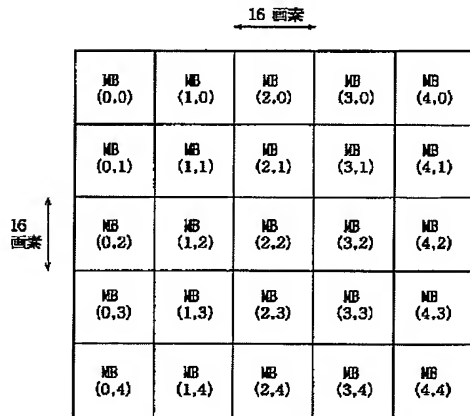 16 画素
MB MB MB MB MB
(0,0) (1,0) (2,0) (3,0) (4,0)
MB MB MB MB MB
(0,1) (1,1) (2,1) (3,1) (4,1)
16
画素
MB MB MB MB MB
(0,2) (1,2) (2,2) (3,2) (4,2)
MB MB MB MB MB
(0,3) (1,3) (2,3) (3,3) (4,3)
MB MB MB MB MB
(0,4) (1,4) (2,4) (3,4) (4,4)